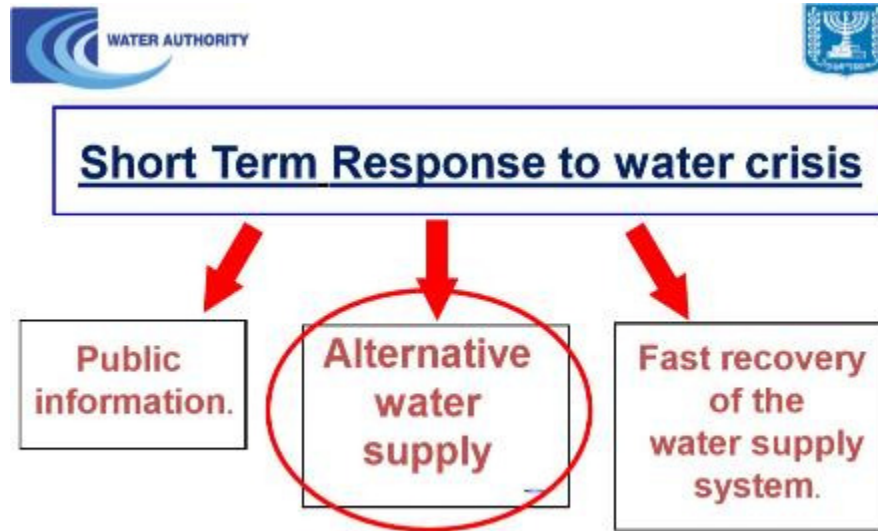 WATER AUTHORITY
Short Term Response to water crisis
Public
information.
Alternative
water
supply
Fast recovery
of the
water supply
system.